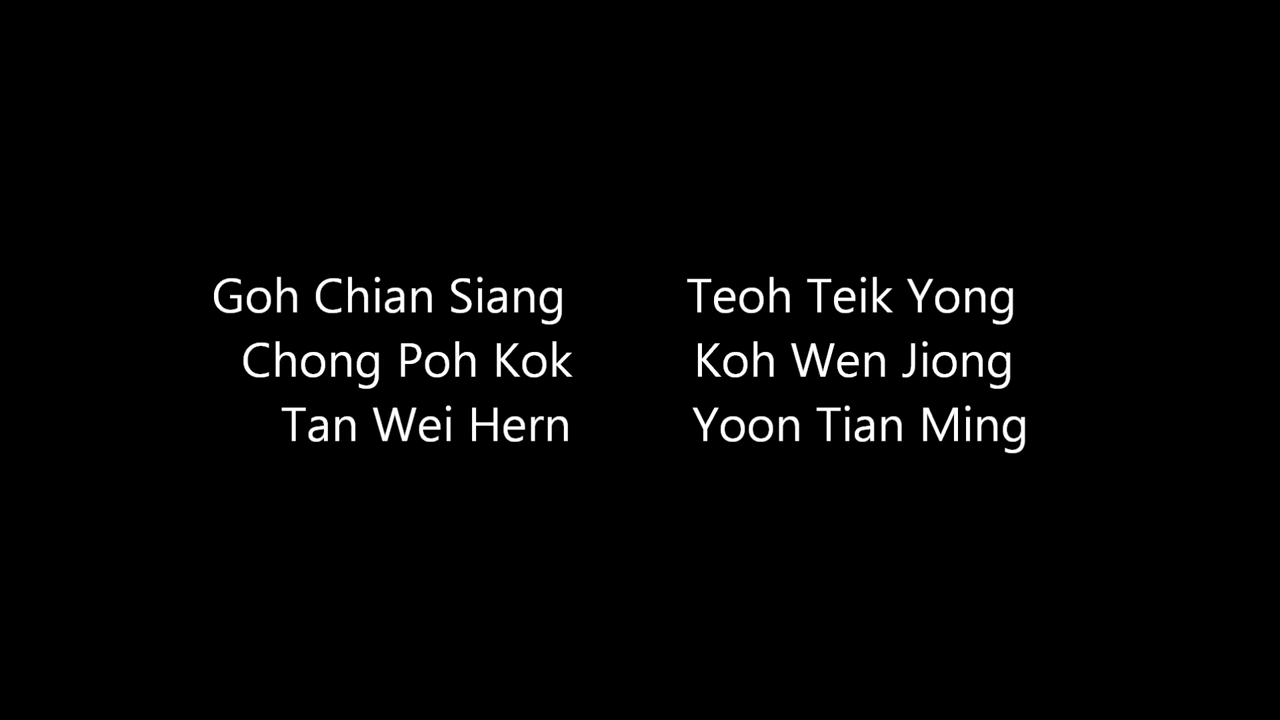 Goh Chian Siang Teoh Teik Yong
Chong Poh Kok Koh Wen Jiong
Tan Wei Hern Yoon Tian Ming